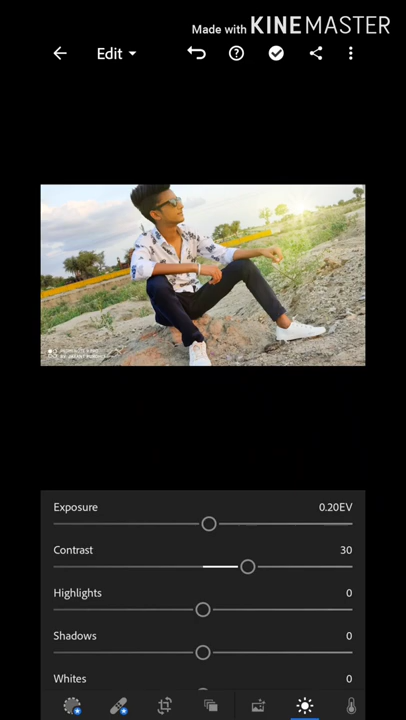 Made with KINEMASTER
Edit
Exposure 0.20EV
Contrast 30
Highlights 0
Shadows 0
Whites 0